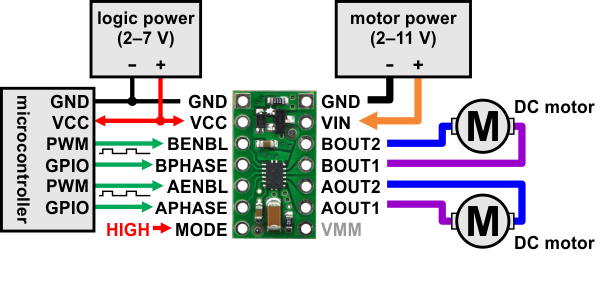 logic power
(2–7 V)
- +
motor power
(2–11 V)
- +
microcontroller
GND
VCC
PWM
GPIO
PWM
GPIO
HIGH
GND
VCC
BENBL
BPHASE
AENBL
APHASE
MODE
GND
VIN
BOUT2
BOUT1
AOUT2
AOUT1
VMM
DC motor
M
M
DC motor